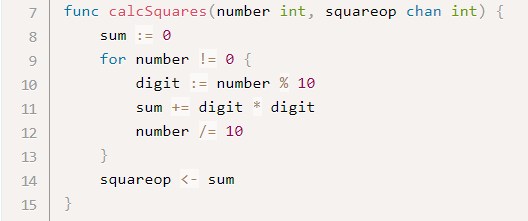 7 func calcSquares(number int, squareop chan int) {
8     sum := 0
9     for number != 0 {
10         digit := number % 10
11         sum += digit * digit
12         number /= 10
13     }
14     squareop <- sum
15 }